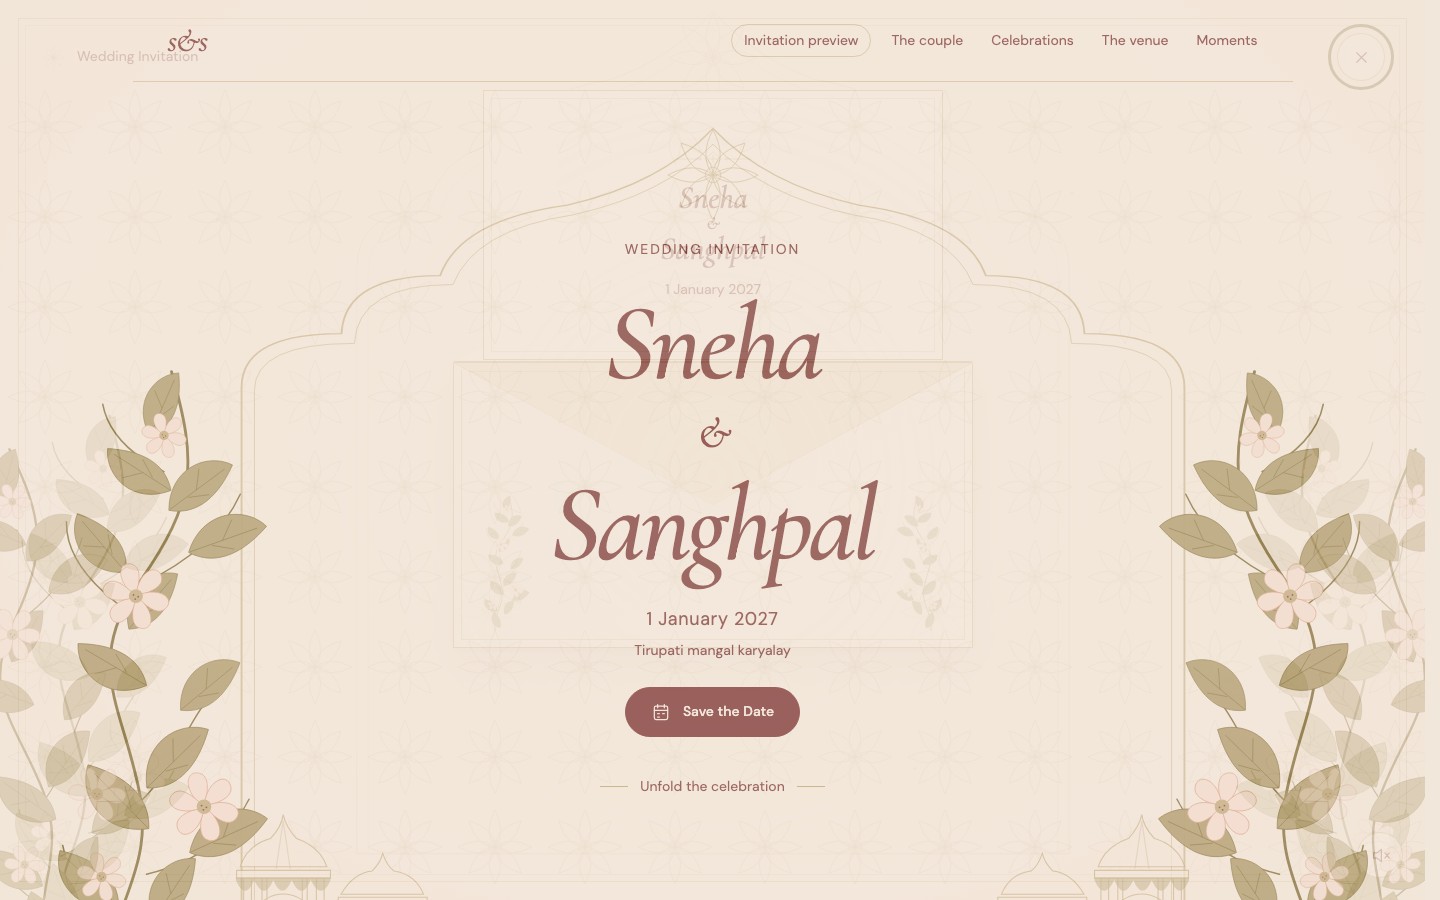 s&s
Wedding Invitation
Invitation preview
The couple
Celebrations
The venue
Moments
Sneha
&
Sanghpal
WEDDING INVITATION
1 January 2027
Sneha
&
Sanghpal
1 January 2027
Tirupati mangal karyalay
Save the Date
Unfold the celebration